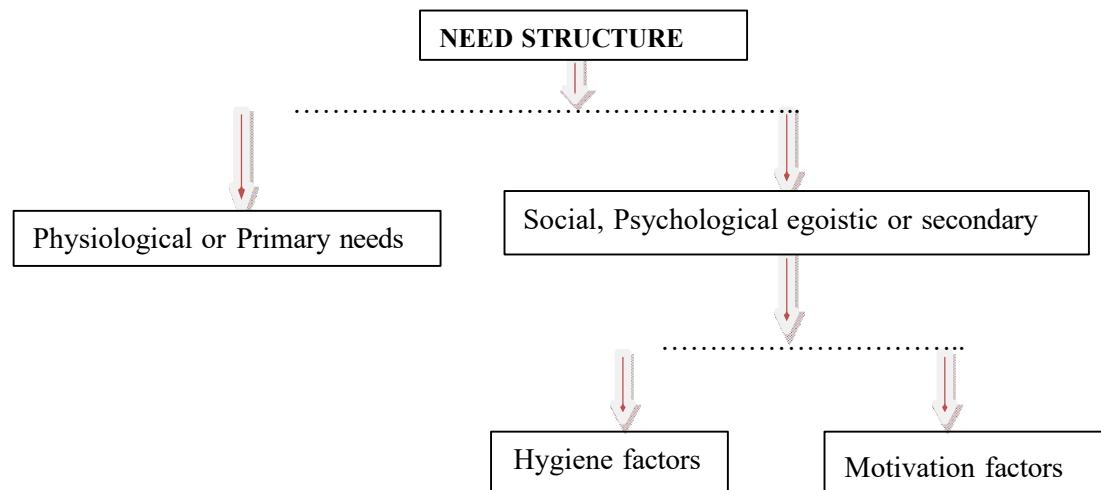 NEED STRUCTURE
Physiological or Primary needs
Social, Psychological egoistic or secondary
Hygiene factors
Motivation factors